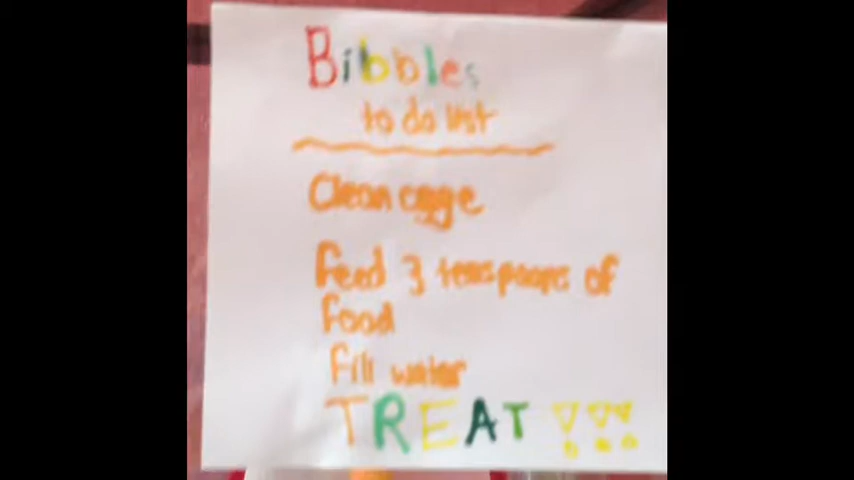 Bibbles
to do list
Clean cage
Feed 3 teaspoons of
food
fill water
TREAT!!!